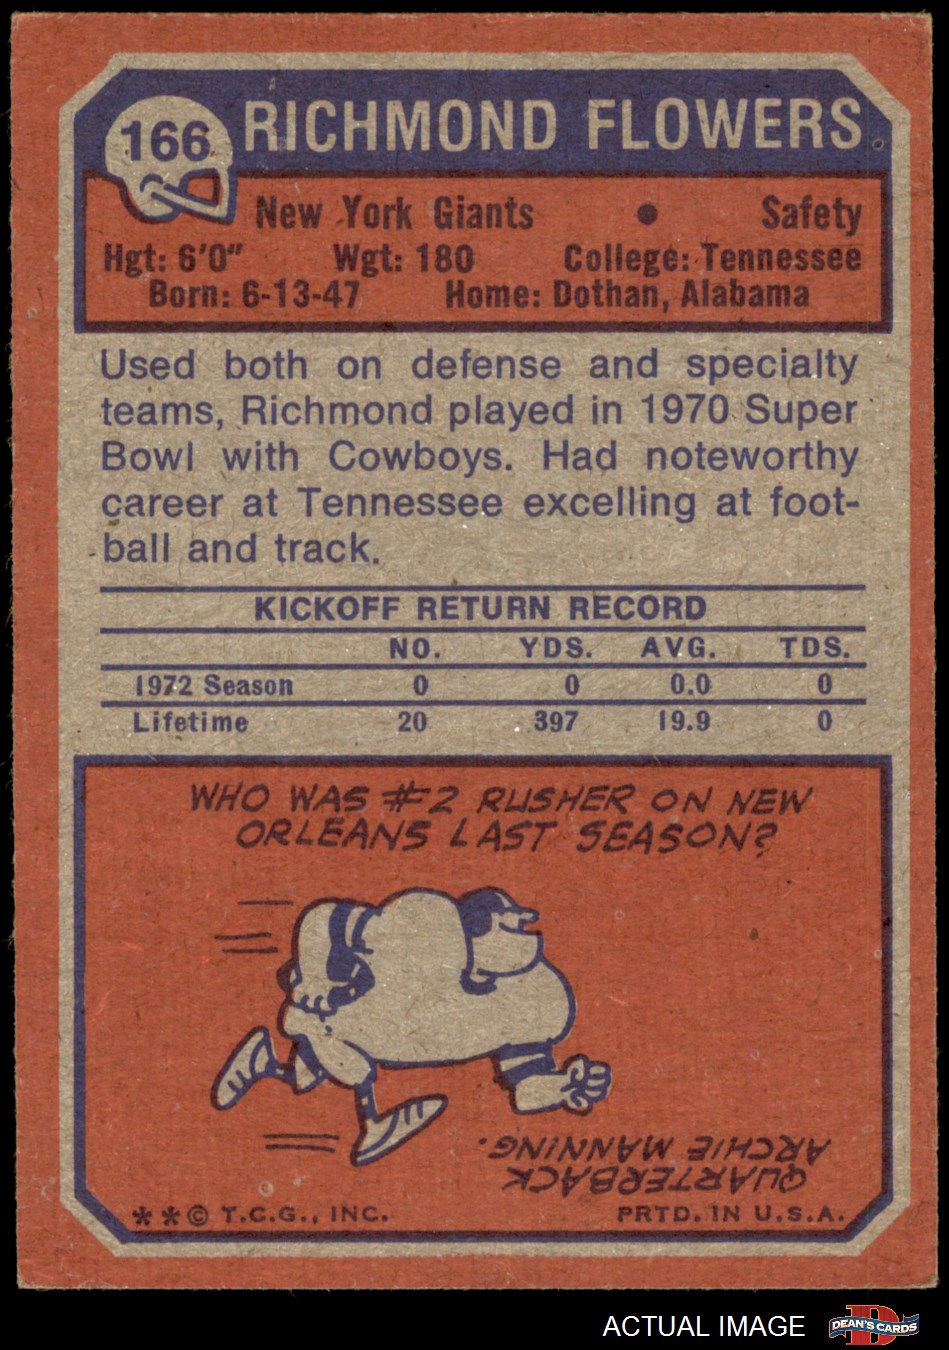 166
RICHMOND FLOWERS
New York Giants • Safety
Hgt: 6'0" Wgt: 180 College: Tennessee
Born: 6-13-47 Home: Dothan, Alabama
Used both on defense and specialty
teams, Richmond played in 1970 Super
Bowl with Cowboys. Had noteworthy
career at Tennessee excelling at foot-
ball and track.
KICKOFF RETURN RECORD
NO. YDS. AVG. TDS.
1972 Season 0 0 0.0 0
Lifetime 20 397 19.9 0
WHO WAS #2 RUSHER ON NEW
ORLEANS LAST SEASON?
QUARTERBACK
ARCHIE MANNING.
**© T.C.G., INC. PRTD. IN U.S.A.
ACTUAL IMAGE
DEAN'S CARDS